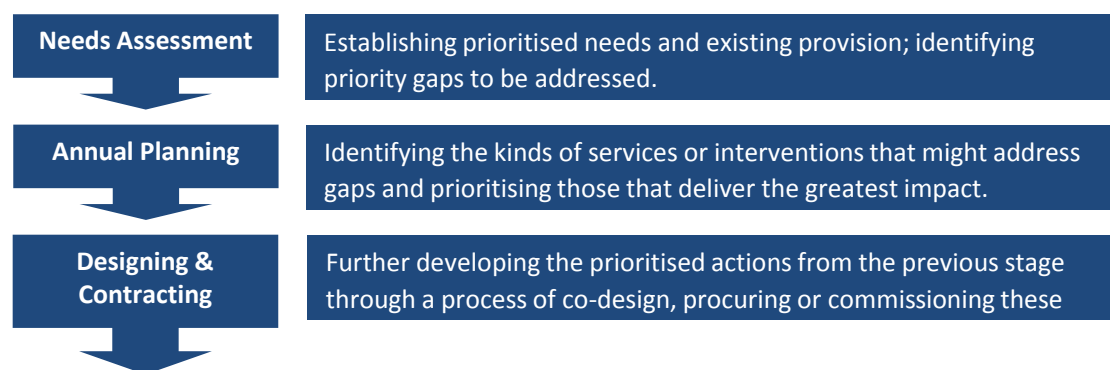 Needs Assessment
Establishing prioritised needs and existing provision; identifying
priority gaps to be addressed.
Annual Planning
Identifying the kinds of services or interventions that might address
gaps and prioritising those that deliver the greatest impact.
Designing &
Contracting
Further developing the prioritised actions from the previous stage
through a process of co-design, procuring or commissioning these